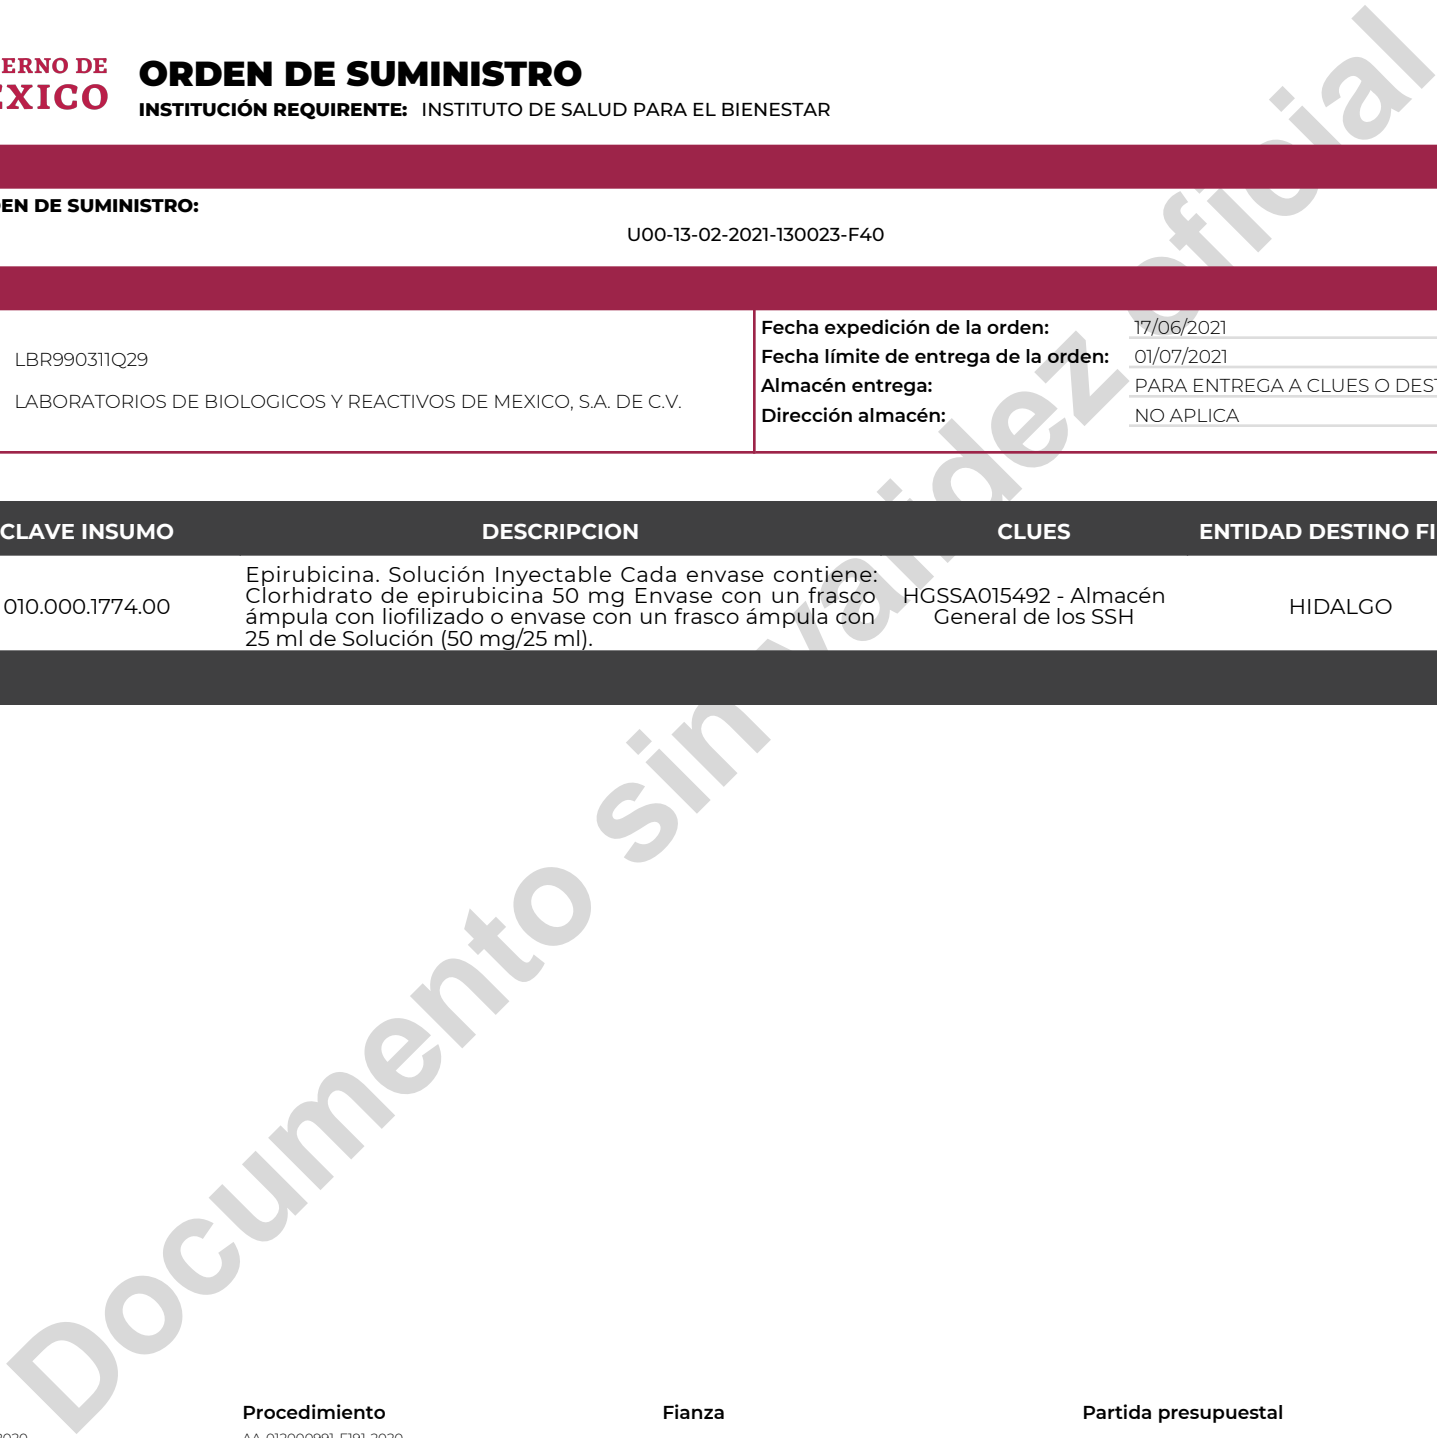 ERNO DE
EXICO
ORDEN DE SUMINISTRO
INSTITUCIÓN REQUIRENTE: INSTITUTO DE SALUD PARA EL BIENESTAR
EN DE SUMINISTRO:
U00-13-02-2021-130023-F40
LBR990311Q29
LABORATORIOS DE BIOLOGICOS Y REACTIVOS DE MEXICO, S.A. DE C.V.
Fecha expedición de la orden: 17/06/2021
Fecha límite de entrega de la orden: 01/07/2021
Almacén entrega: PARA ENTREGA A CLUES O DEST
Dirección almacén: NO APLICA
CLAVE INSUMO DESCRIPCION CLUES ENTIDAD DESTINO FI
010.000.1774.00
Epirubicina. Solución Inyectable Cada envase contiene:
Clorhidrato de epirubicina 50 mg Envase con un frasco
ámpula con liofilizado o envase con un frasco ámpula con
25 ml de Solución (50 mg/25 ml).
HGSSA015492 - Almacén
General de los SSH
HIDALGO
Documento sin validez oficial
Procedimiento Fianza Partida presupuestal